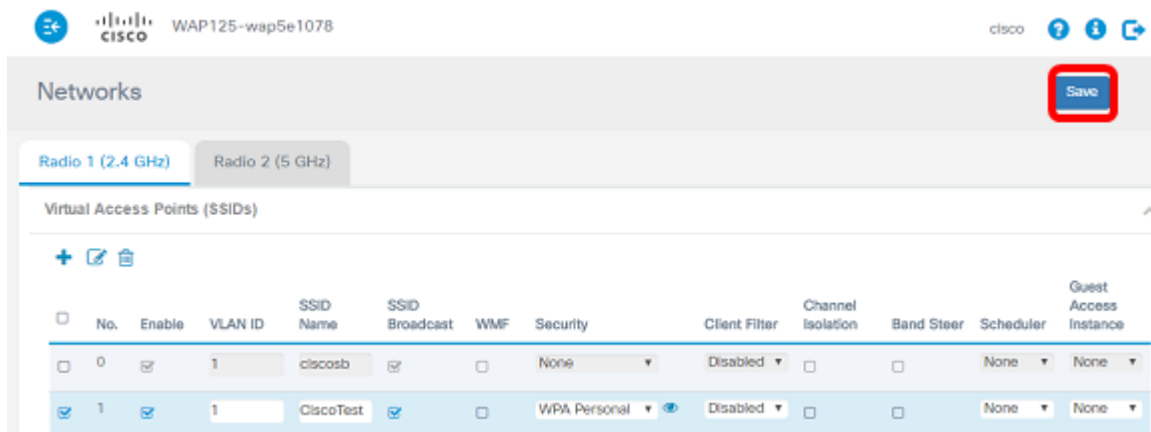 CISCO WAP125-wap5e1078 cisco
Networks Save
Radio 1 (2.4 GHz) Radio 2 (5 GHz)
Virtual Access Points (SSIDs)
No. Enable VLAN ID SSID Name SSID Broadcast WMF Security Client Filter Channel Isolation Band Steer Scheduler Guest Access Instance
0 1 ciscosb None Disabled None None
1 1 CiscoTest WPA Personal Disabled None None